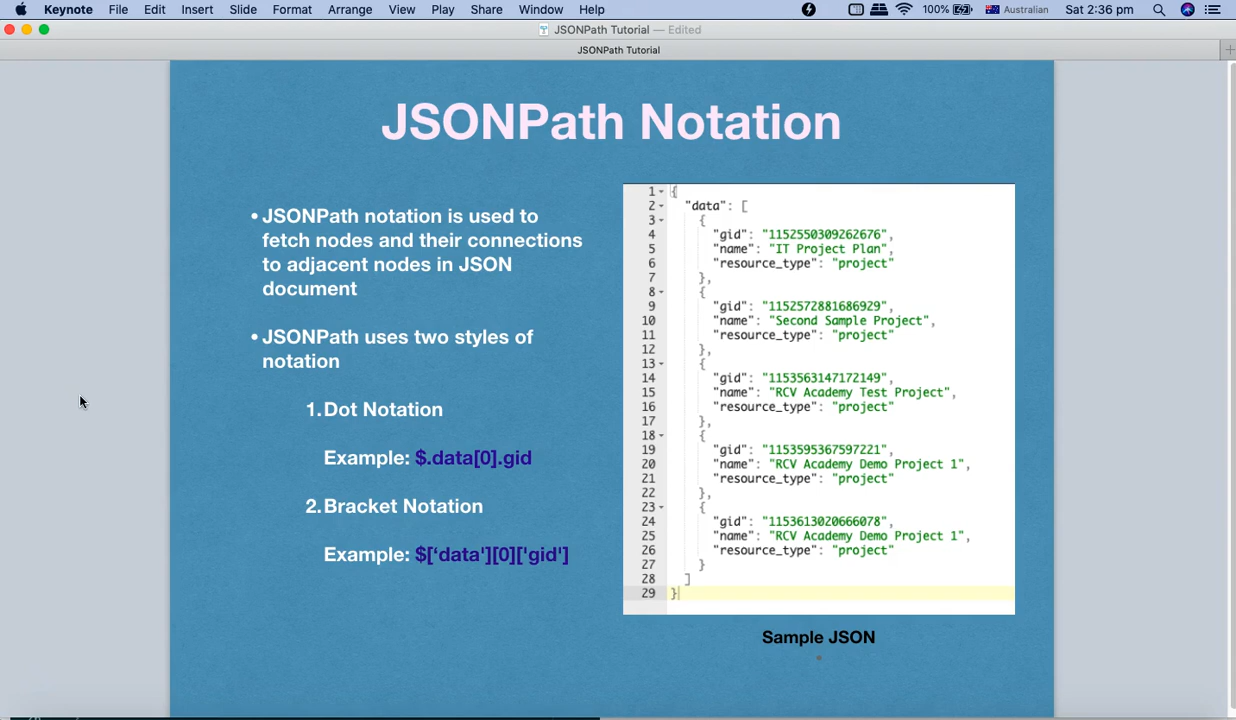 Keynote File Edit Insert Slide Format Arrange View Play Share Window Help 100% Australian Sat 2:36 pm
JSONPath Tutorial — Edited
JSONPath Tutorial
JSONPath Notation
• JSONPath notation is used to
fetch nodes and their connections
to adjacent nodes in JSON
document
• JSONPath uses two styles of
notation
1. Dot Notation
Example: $.data[0].gid
2. Bracket Notation
Example: $[‘data'][0]['gid']
1 {
2 "data": [
3 {
4 "gid": "1152550309262676",
5 "name": "IT Project Plan",
6 "resource_type": "project"
7 },
8 {
9 "gid": "1152572881686929",
10 "name": "Second Sample Project",
11 "resource_type": "project"
12 },
13 {
14 "gid": "1153563147172149",
15 "name": "RCV Academy Test Project",
16 "resource_type": "project"
17 },
18 {
19 "gid": "1153595367597221",
20 "name": "RCV Academy Demo Project 1",
21 "resource_type": "project"
22 },
23 {
24 "gid": "1153613020666078",
25 "name": "RCV Academy Demo Project 1",
26 "resource_type": "project"
27 }
28 ]
29 }
Sample JSON